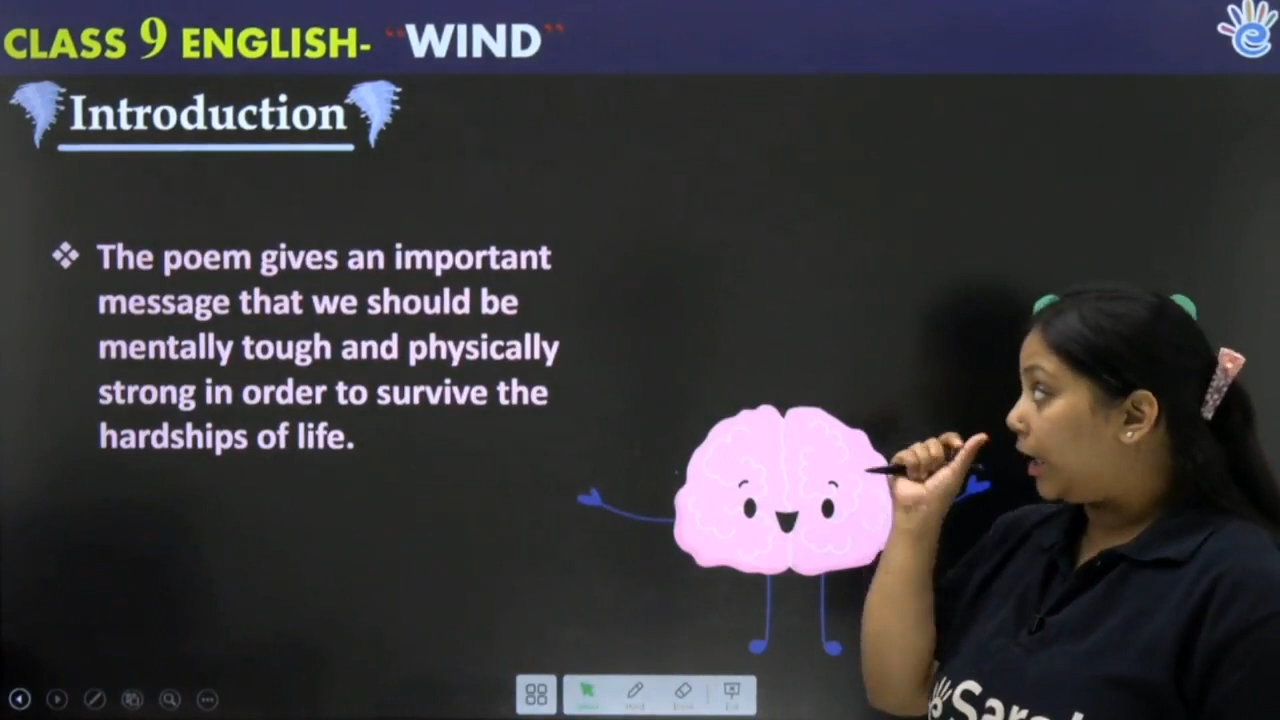 CLASS 9 ENGLISH- "WIND"
Introduction
❖ The poem gives an important
message that we should be
mentally tough and physically
strong in order to survive the
hardships of life.